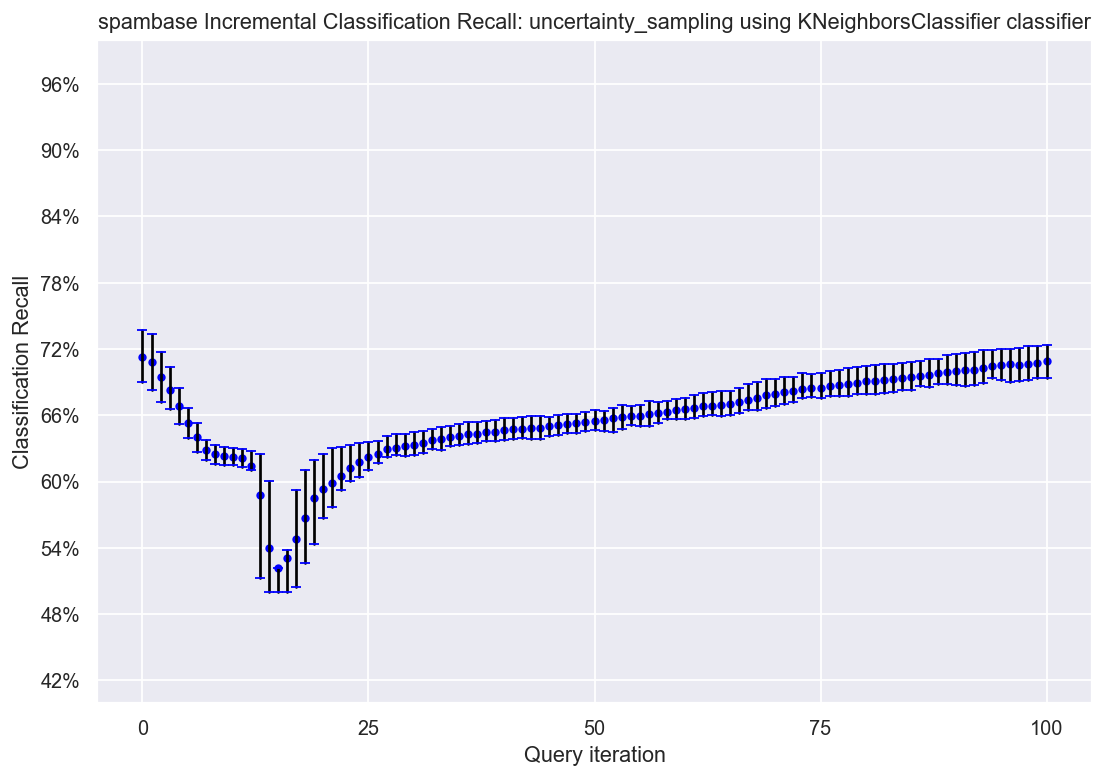 spambase Incremental Classification Recall: uncertainty_sampling using KNeighborsClassifier classifier
96%
90%
84%
78%
72%
66%
60%
54%
48%
42%
Classification Recall
0 25 50 75 100
Query iteration